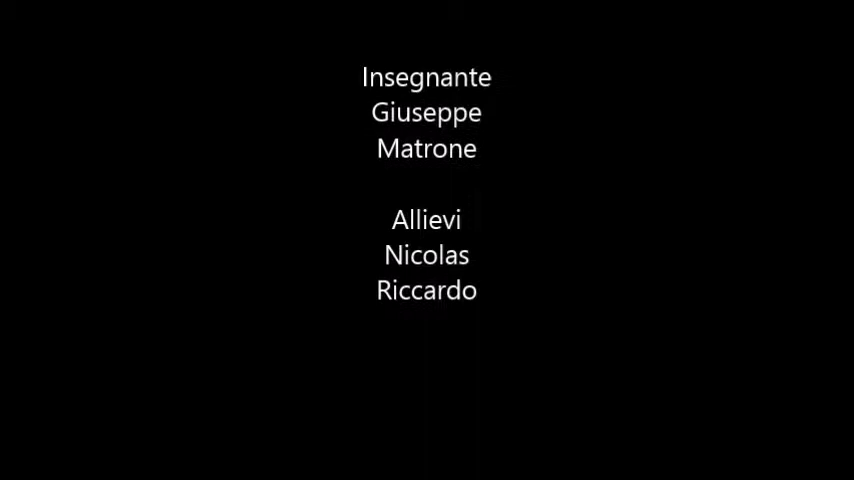 Insegnante
Giuseppe
Matrone
Allievi
Nicolas
Riccardo